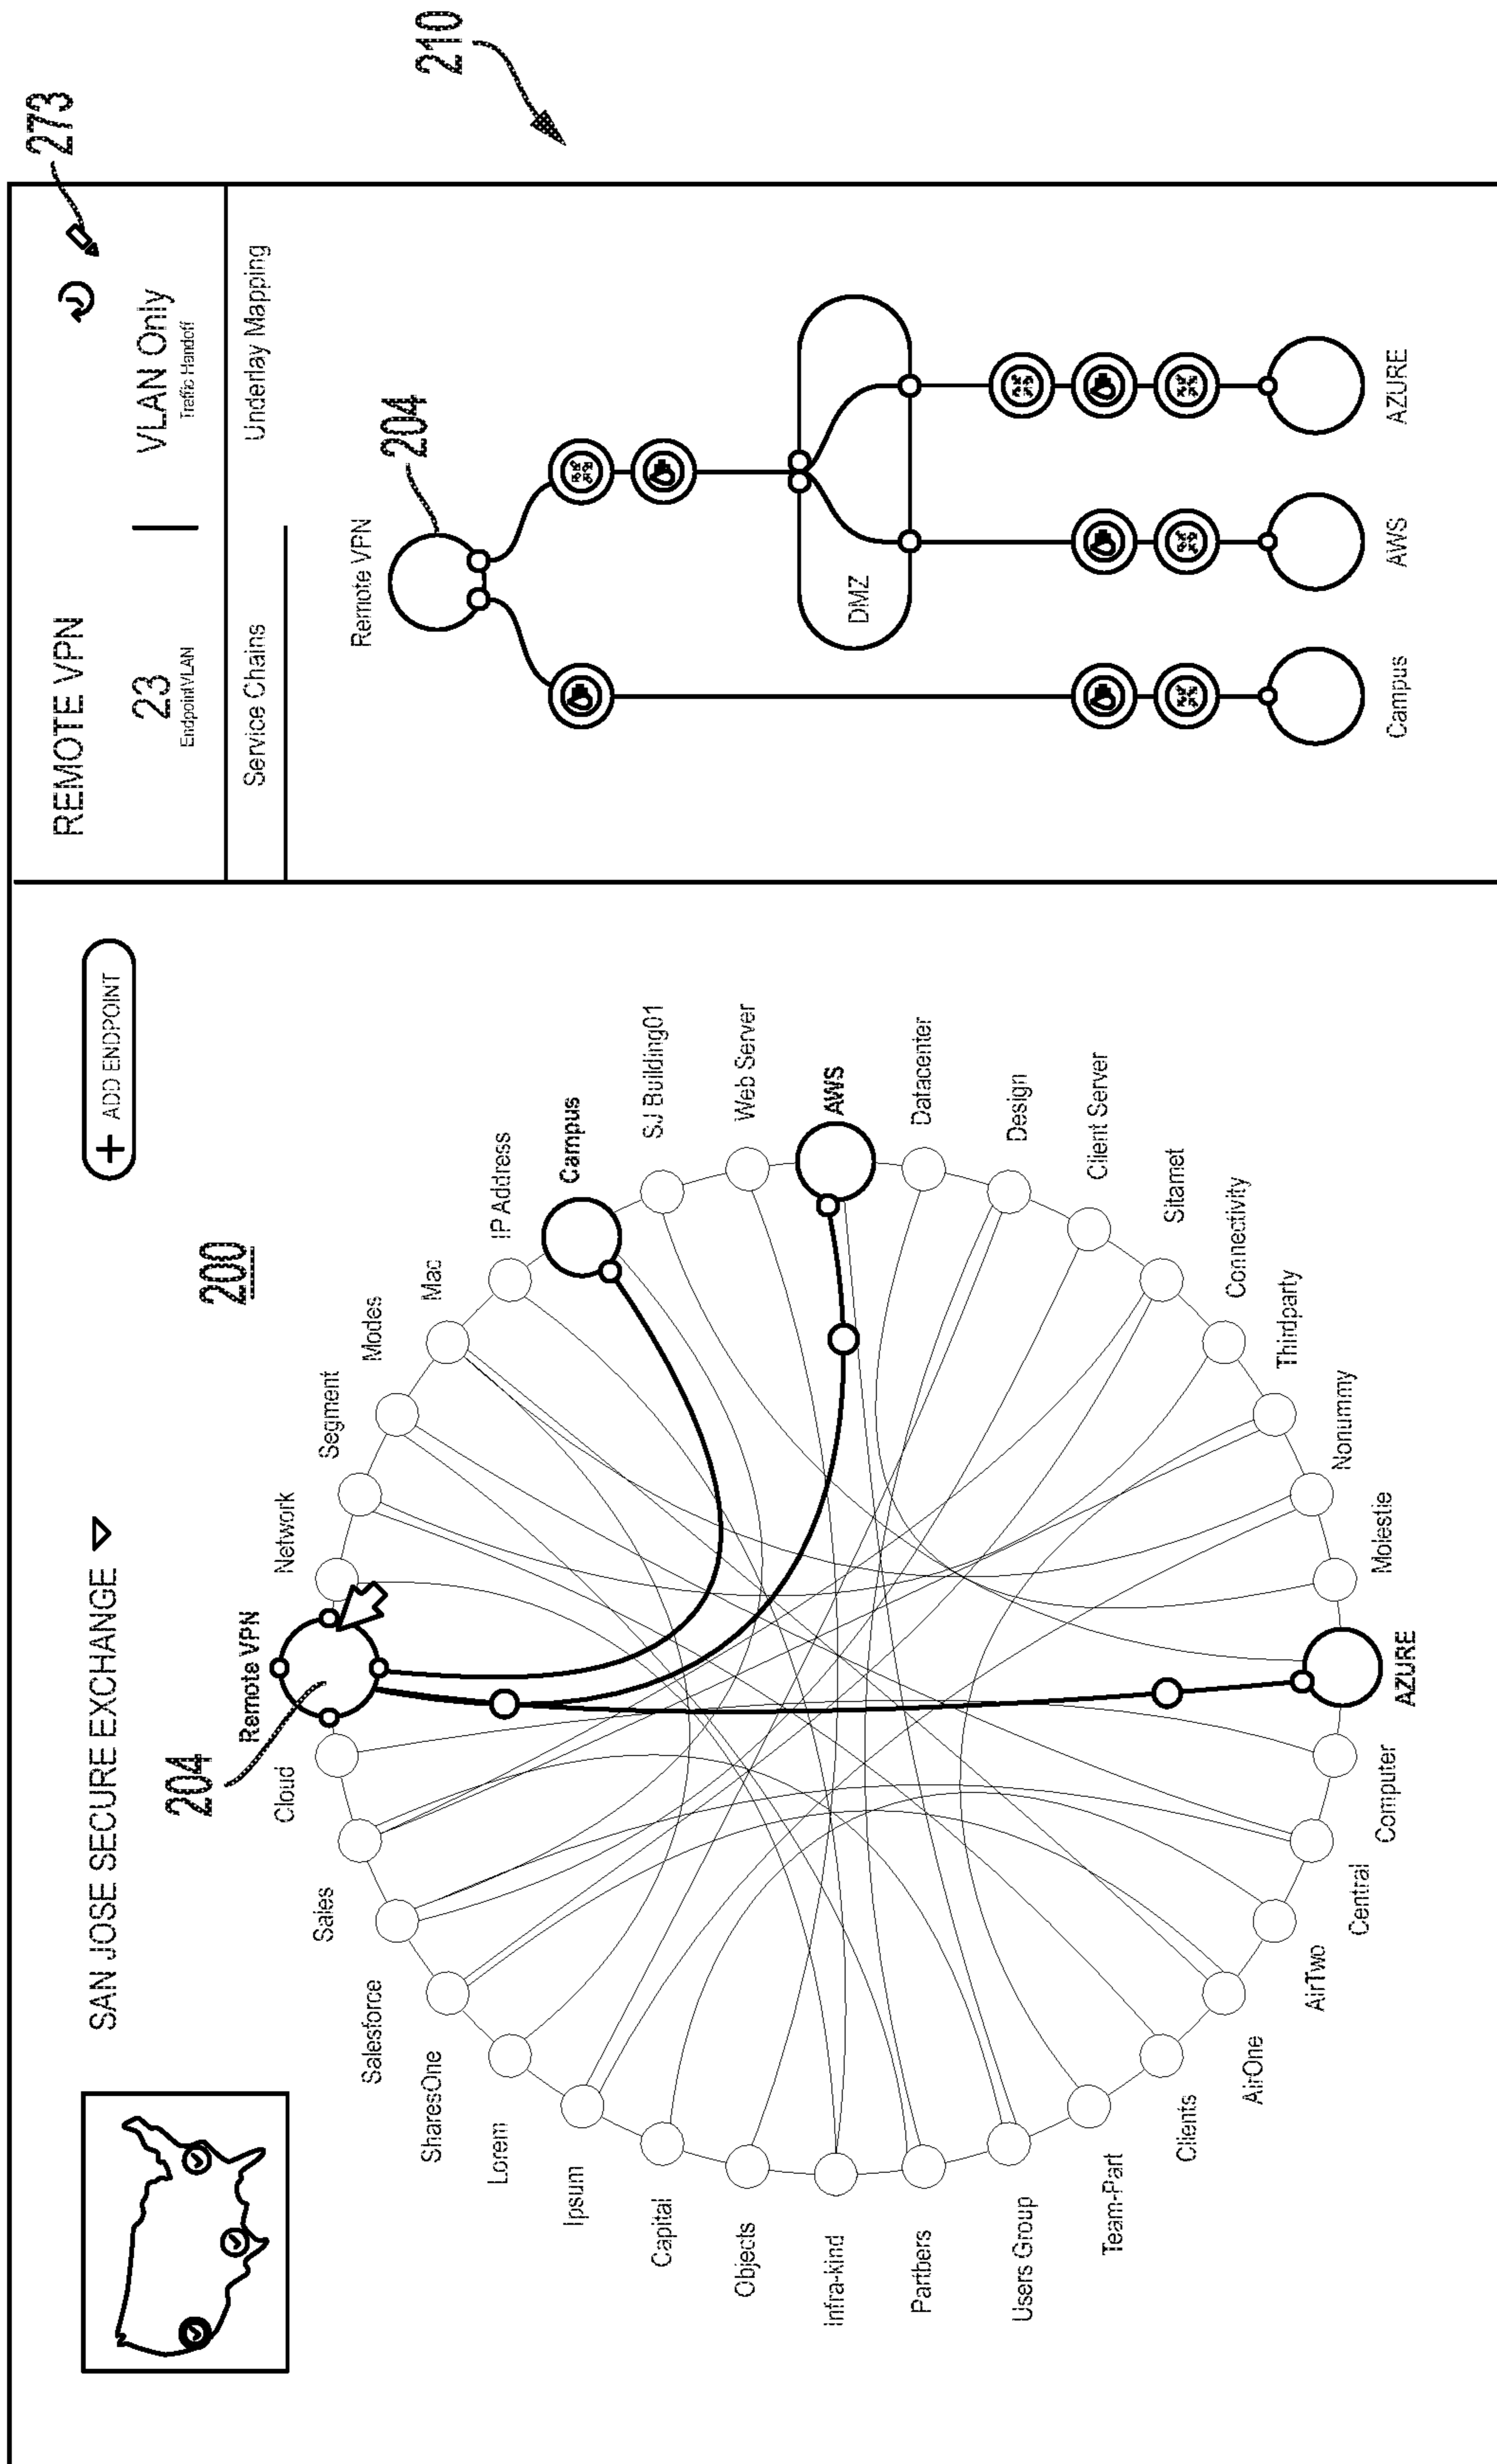 SAN JOSE SECURE EXCHANGE
200
+ ADD ENDPOINT
204
Remote VPN
Network
Segment
Modes
Mac
IP Address
Campus
SJ Building01
Web Server
AWS
Datacenter
Design
Client Server
Sitamet
Connectivity
Thirdparty
Nonummy
Molestie
AZURE
Computer
Central
AirTwo
AirOne
Clients
Team-Part
Users Group
Partbers
Infra-kind
Objects
Capital
Ipsum
Lorem
SharesOne
Salesforce
Sales
Cloud
REMOTE VPN
273
23
EndpointVLAN
VLAN Only
Traffic Handoff
Service Chains
Underlay Mapping
210
Remote VPN
204
DMZ
Campus
AWS
AZURE